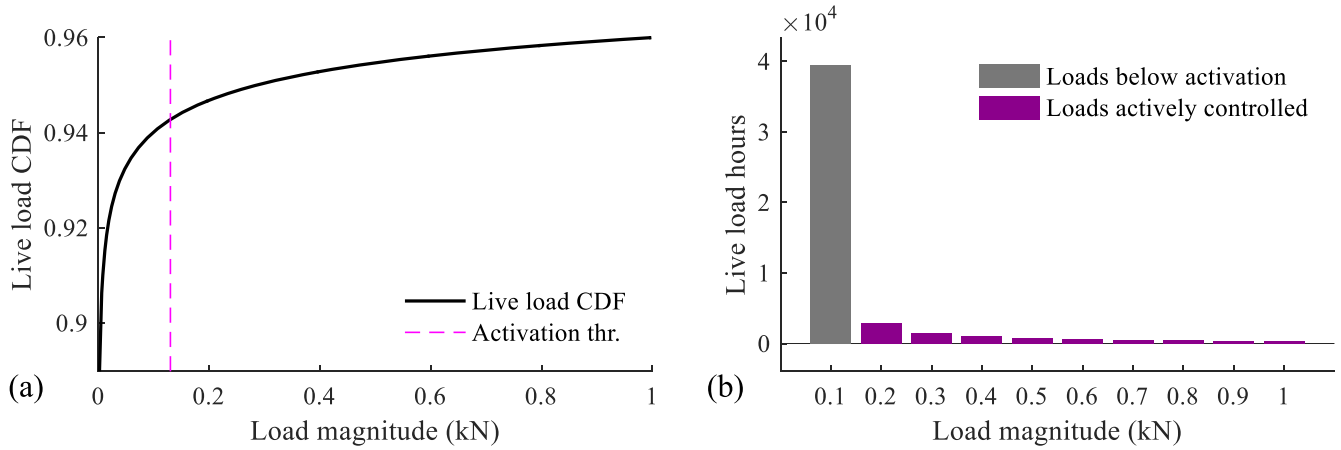 0.96
0.94
0.92
0.9
Live load CDF
Live load CDF
Activation thr.
0 0.2 0.4 0.6 0.8 1
Load magnitude (kN)
(a)
×10^4
4
3
2
1
0
Live load hours
Loads below activation
Loads actively controlled
0.1 0.2 0.3 0.4 0.5 0.6 0.7 0.8 0.9 1
Load magnitude (kN)
(b)